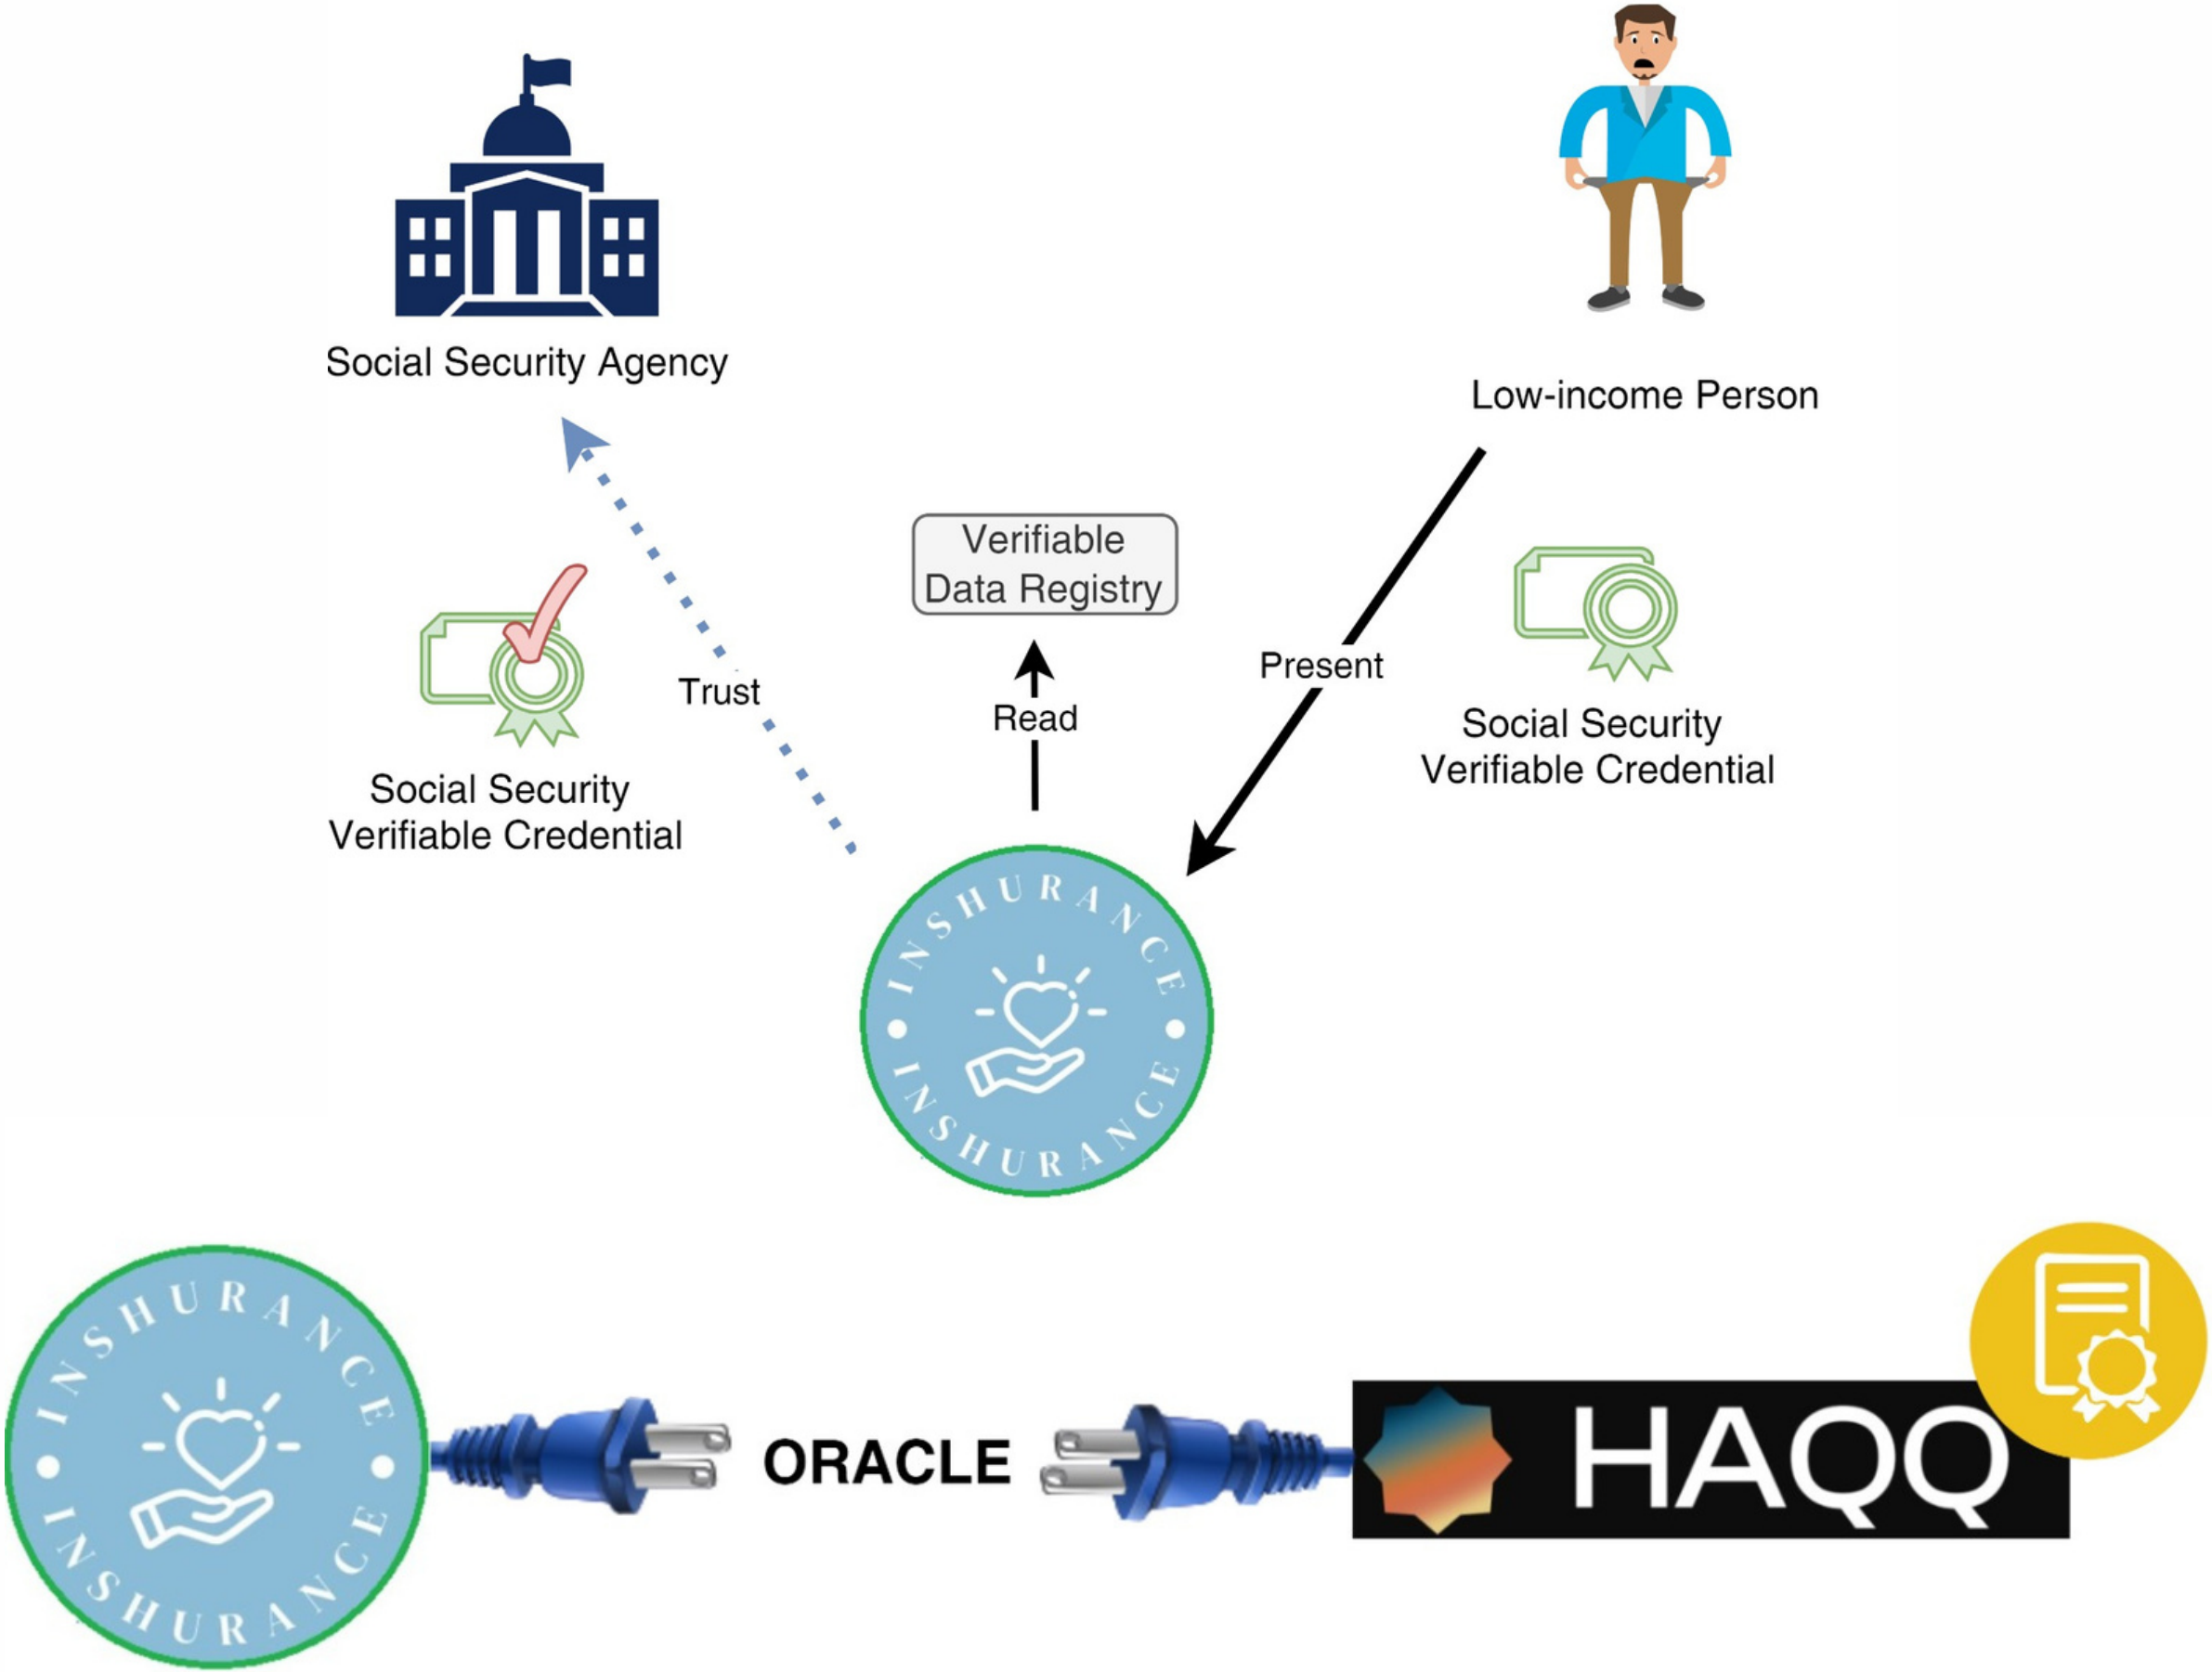 Social Security Agency
Low-income Person
Verifiable
Data Registry
Present
Trust
Read
Social Security
Verifiable Credential
Social Security
Verifiable Credential
INSHURANCE
INSHURANCE
INSHURANCE
INSHURANCE
ORACLE
HAQQ